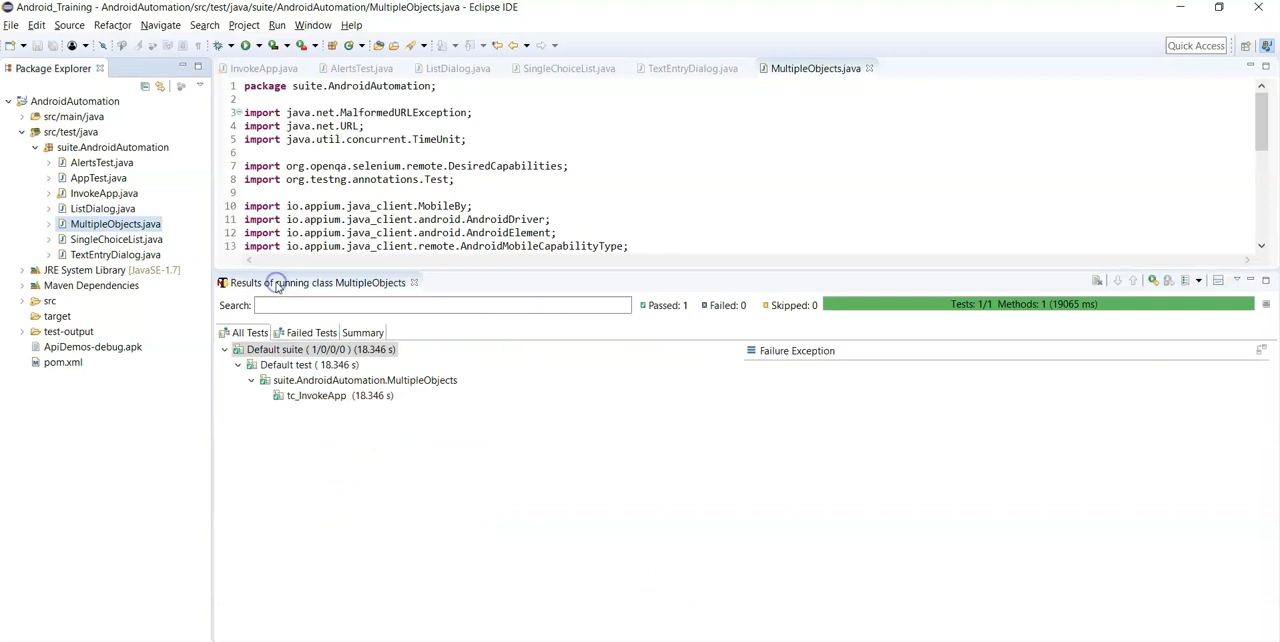 Android_Training - AndroidAutomation/src/test/java/suite/AndroidAutomation/MultipleObjects.java - Eclipse IDE
File Edit Source Refactor Navigate Search Project Run Window Help
Quick Access
Package Explorer
InvokeApp.java AlertsTest.java ListDialog.java SingleChoiceList.java TextEntryDialog.java MultipleObjects.java
AndroidAutomation
src/main/java
src/test/java
suite.AndroidAutomation
AlertsTest.java
AppTest.java
InvokeApp.java
ListDialog.java
MultipleObjects.java
SingleChoiceList.java
TextEntryDialog.java
JRE System Library [JavaSE-1.7]
Maven Dependencies
src
target
test-output
ApiDemos-debug.apk
pom.xml
1 package suite.AndroidAutomation;
2
3 import java.net.MalformedURLException;
4 import java.net.URL;
5 import java.util.concurrent.TimeUnit;
6
7 import org.openqa.selenium.remote.DesiredCapabilities;
8 import org.testng.annotations.Test;
9
10 import io.appium.java_client.MobileBy;
11 import io.appium.java_client.android.AndroidDriver;
12 import io.appium.java_client.android.AndroidElement;
13 import io.appium.java_client.remote.AndroidMobileCapabilityType;
Results of running class MultipleObjects
Search: Passed: 1 Failed: 0 Skipped: 0 Tests: 1/1 Methods: 1 (19065 ms)
All Tests Failed Tests Summary
Default suite ( 1/0/0/0 ) (18.346 s)
Default test ( 18.346 s)
suite.AndroidAutomation.MultipleObjects
tc_InvokeApp (18.346 s)
Failure Exception